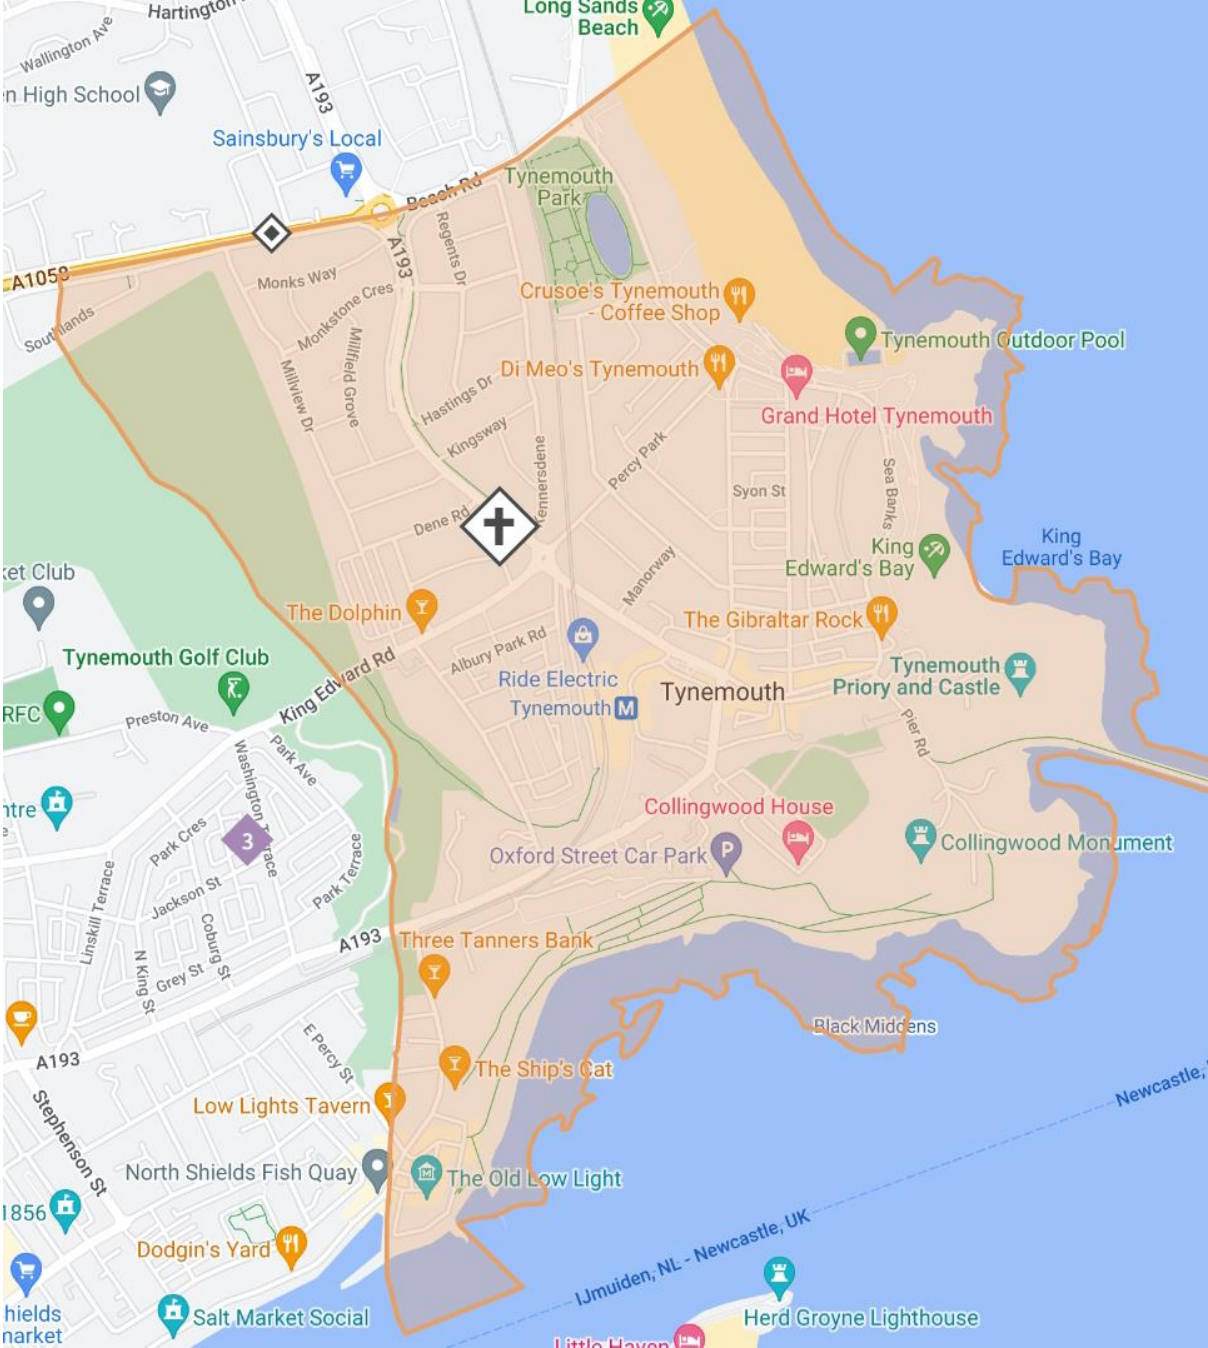 Hartington
Long Sands
Beach
Wallington Ave
A193
n High School
Sainsbury's Local
Beach Rd
Tynemouth
Park
Regents Dr
A193
A1058
Monks Way
Southlands
Monkstone Cres
Crusoe's Tynemouth
- Coffee Shop
Millfield Grove
Millview Dr
Tynemouth Outdoor Pool
Di Meo's Tynemouth
Hastings Dr
Grand Hotel Tynemouth
Kingsway
Percy Park
Syon St
Sea Banks
Dene Rd
King
Edward's Bay
King
Edward's Bay
ket Club
Manorway
The Dolphin
The Gibraltar Rock
Albury Park Rd
Tynemouth Golf Club
King Edward Rd
Ride Electric
Tynemouth
M
Tynemouth
Tynemouth
Priory and Castle
RFC
Preston Ave
Pier Rd
Park Ave
Washington Terrace
ntre
Park Cres
3
Collingwood House
Oxford Street Car Park
P
Collingwood Monument
Linskill Terrace
Jackson St
Park Terrace
Coburg St
A193
Three Tanners Bank
N King St
Grey St
Black Middens
E Percy St
A193
The Ship's Cat
Newcastle,
Low Lights Tavern
Stephenson St
North Shields Fish Quay
The Old Low Light
1856
IJmuiden, NL - Newcastle, UK
Dodgin's Yard
hields
market
Salt Market Social
Herd Groyne Lighthouse
Little Haven